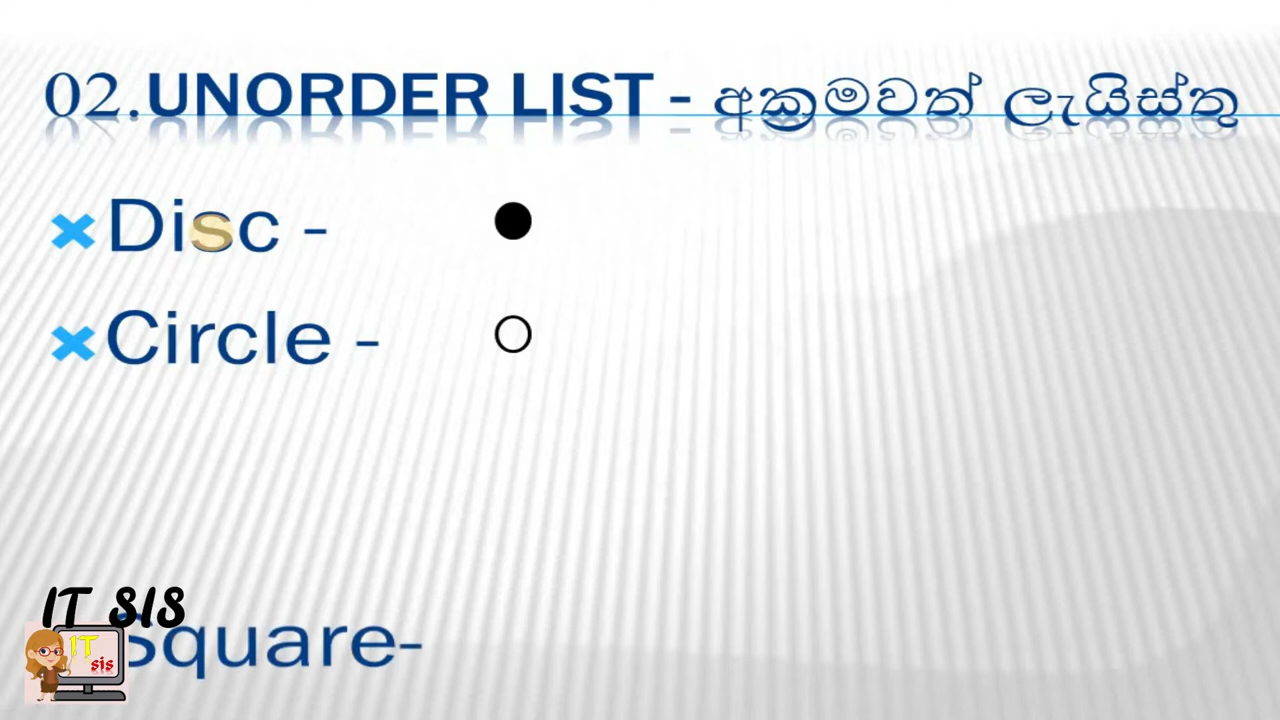 02.UNORDER LIST - අක්‍රමවත් ලැයිස්තු
Disc -
Circle -
IT SIS
Square-
IT
sis